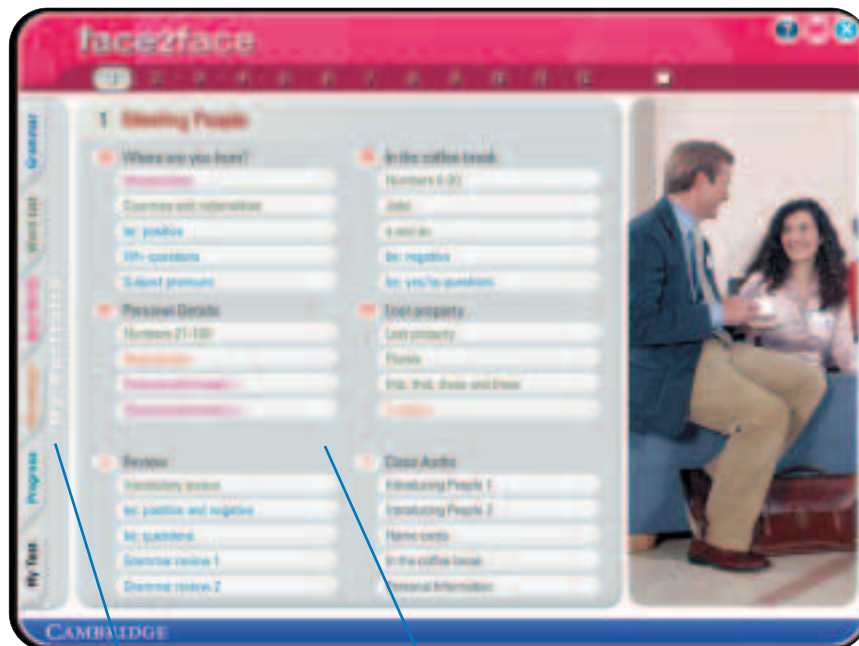 face2face
1 Meeting People
Where are you from?
Countries and nationalities
be: positive
Wh- questions
Subject pronouns
In the coffee break
Numbers 0-20
Jobs
a and an
be: negative
be: yes/no questions
Personal Details
Numbers 21-100
Lost property
Lost property
Plurals
this, that, these and those
Review
Vocabulary review
be: positive and negative
be: questions
Grammar review 1
Grammar review 2
Class Audio
Introducing People 1
Introducing People 2
Name cards
In the coffee break
Personal Information
Grammar
Word List
Progress
My Test
CAMBRIDGE